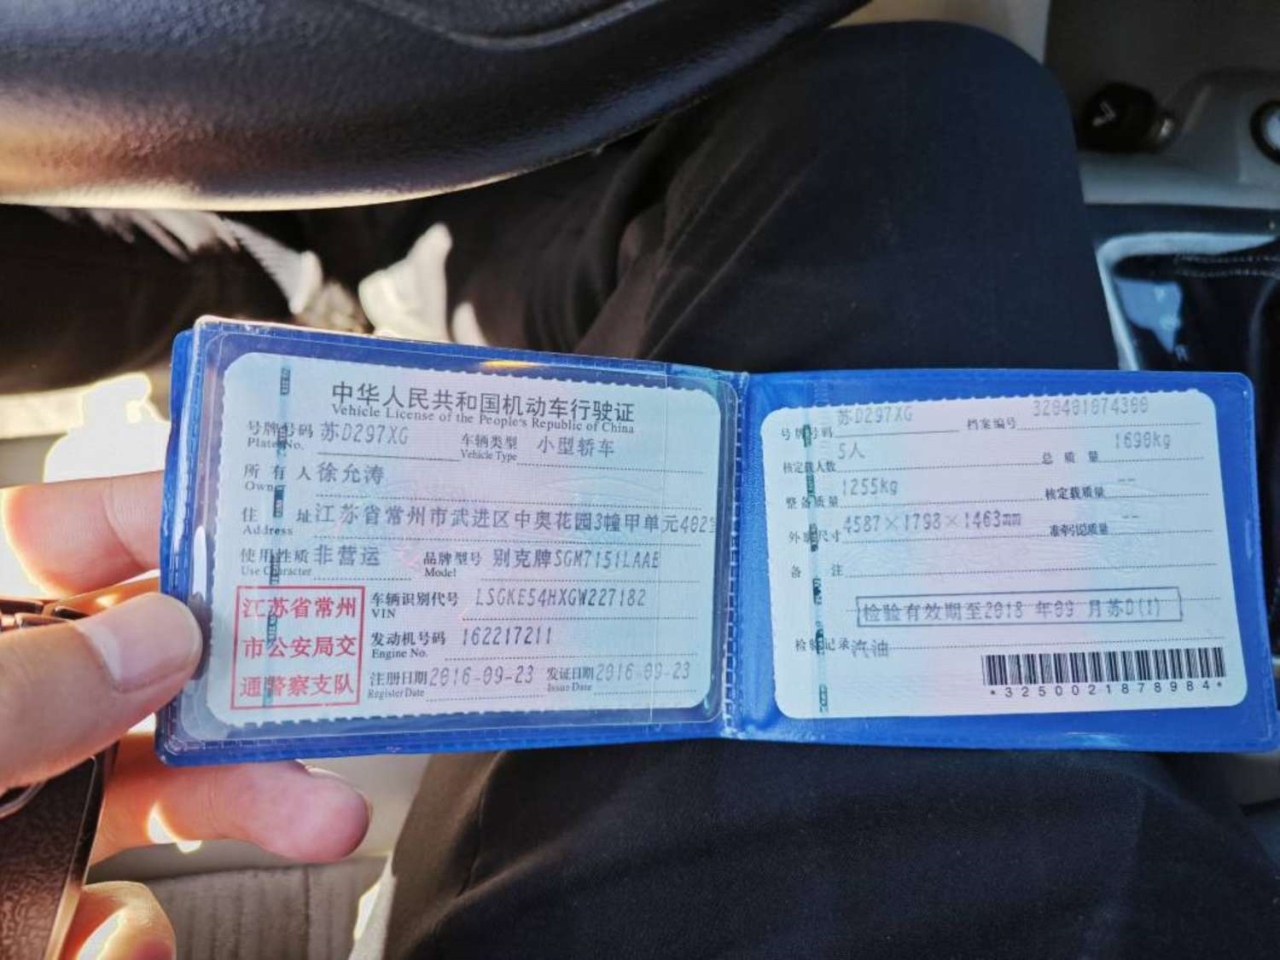 中华人民共和国机动车行驶证
Vehicle License of the People's Republic of China
号牌号码 苏D297XG 车辆类型 小型轿车
Plate No. Vehicle Type
所有人 徐允涛
Owner
住址 江苏省常州市武进区中奥花园3幢甲单元402室
Address
使用性质 非营运 品牌型号 别克牌SGM7151LAAE
Use Character Model
江苏省常州
市公安局交
通警察支队
车辆识别代号 LSGKE54HXGW227182
VIN
发动机号码 162217211
Engine No.
注册日期 2016-09-23 发证日期 2016-09-23
Register Date Issue Date
号牌号码 苏D297XG 档案编号 320401074300
核定载人数 5人 总质量 1690kg
整备质量 1255kg 核定载质量 --
外廓尺寸 4587×1798×1463mm 准牵引总质量 --
备注
检验有效期至2018 年09 月苏D(1)
检验记录 汽油
*3250021878984*